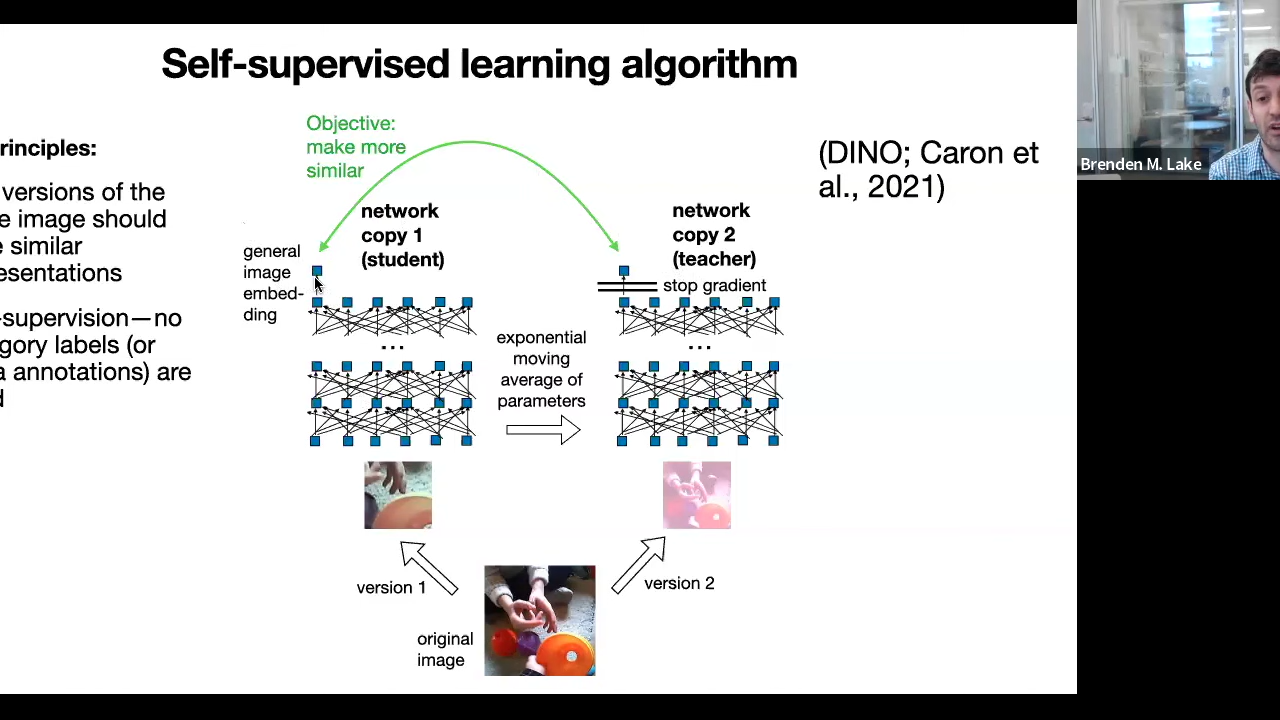 Self-supervised learning algorithm
Objective:
make more
similar
rinciples:
(DINO; Caron et
al., 2021)
Brenden M. Lake
versions of the
e image should
e similar
esentations
network
copy 1
(student)
network
copy 2
(teacher)
general
image
embed-
ding
stop gradient
-supervision—no
gory labels (or
a annotations) are
d
...
...
exponential
moving
average of
parameters
version 1
version 2
original
image